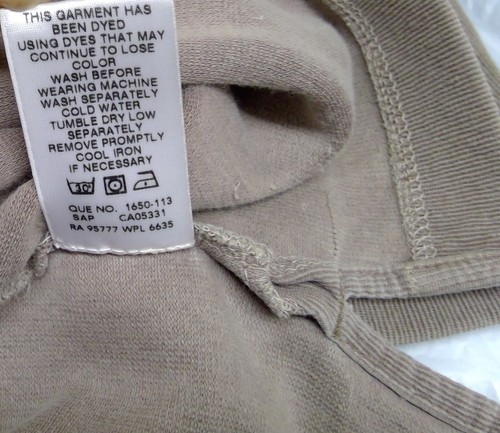 THIS GARMENT HAS
BEEN DYED
USING DYES THAT MAY
CONTINUE TO LOSE
COLOR
WASH BEFORE
WEARING MACHINE
WASH SEPARATELY
COLD WATER
TUMBLE DRY LOW
SEPARATELY
REMOVE PROMPTLY
COOL IRON
IF NECESSARY
30
QUE NO. 1650-113
SAP CA05331
RA 95777 WPL 6635